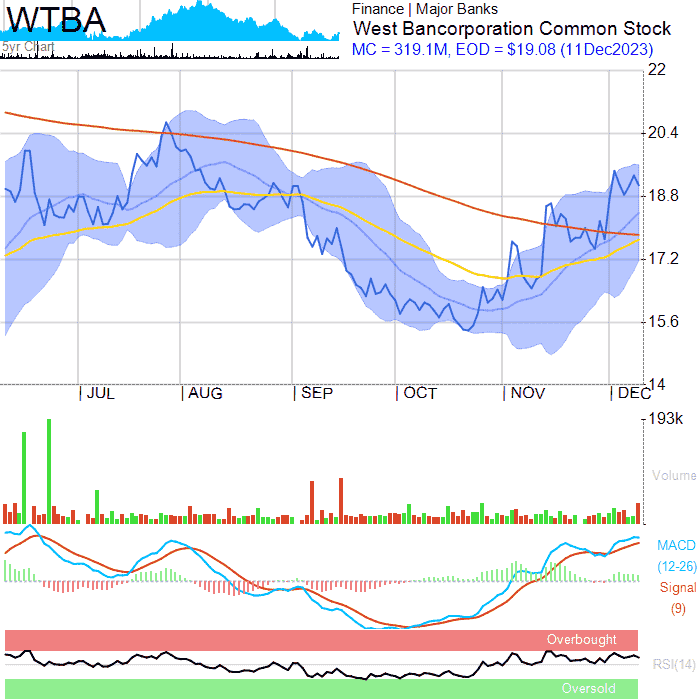 WTBA
5yr Chart
Finance | Major Banks
West Bancorporation Common Stock
MC = 319.1M, EOD = $19.08 (11Dec2023)
22
20.4
18.8
17.2
15.6
14
JUL AUG SEP OCT NOV DEC
193k
Volume
MACD
(12-26)
Signal
(9)
Overbought
RSI(14)
Oversold